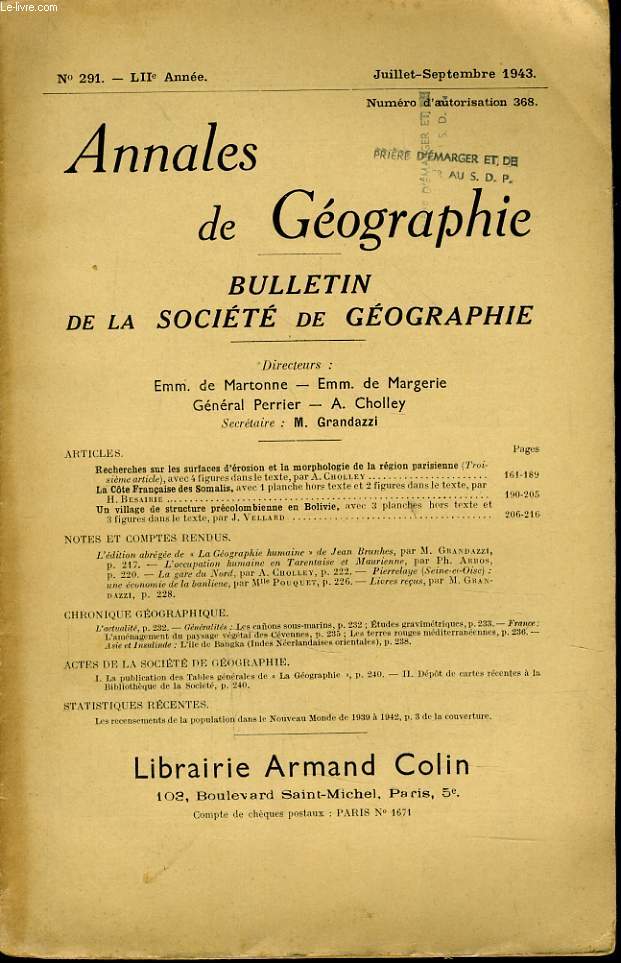 Le-livre.com
Nº 291. — LIIe Année.
Juillet-Septembre 1943.
Numéro d'autorisation 368.
PRIÈRE D'ÉMARGER ET, DE
AU S. D. P.
Annales
de Géographie
BULLETIN
DE LA SOCIÉTÉ DE GÉOGRAPHIE
Directeurs :
Emm. de Martonne — Emm. de Margerie
Général Perrier — A. Cholley
Secrétaire : M. Grandazzi
ARTICLES.
Pages
Recherches sur les surfaces d'érosion et la morphologie de la région parisienne (Troi-
sième article), avec 4 figures dans le texte, par A. CHOLLEY 161-189
La Côte Française des Somalis, avec 1 planche hors texte et 2 figures dans le texte, par
H. BESAIRIE 190-205
Un village de structure précolombienne en Bolivie, avec 3 planches hors texte et
3 figures dans le texte, par J. VELLARD 206-216
NOTES ET COMPTES RENDUS.
L'édition abrégée de « La Géographie humaine » de Jean Brunhes, par M. GRANDAZZI,
p. 217. — L'occupation humaine en Tarentaise et Maurienne, par Ph. ARBOS,
p. 220. — La gare du Nord, par A. CHOLLEY, p. 222. — Pierrelaye (Seine-et-Oise) :
une économie de la banlieue, par Mlle POUQUET, p. 226. — Livres reçus, par M. GRAN-
DAZZI, p. 228.
CHRONIQUE GÉOGRAPHIQUE.
L'actualité, p. 232. — Généralités : Les cañons sous-marins, p. 232 ; Études gravimétriques, p. 233. — France :
L'aménagement du paysage végétal des Cévennes, p. 235 ; Les terres rouges méditerranéennes, p. 236. —
Asie et Insulinde : L'île de Bangka (Indes Néerlandaises orientales), p. 238.
ACTES DE LA SOCIÉTÉ DE GÉOGRAPHIE.
I. La publication des Tables générales de « La Géographie », p. 240. — II. Dépôt de cartes récentes à la
Bibliothèque de la Société, p. 240.
STATISTIQUES RÉCENTES.
Les recensements de la population dans le Nouveau Monde de 1939 à 1942, p. 3 de la couverture.
Librairie Armand Colin
103, Boulevard Saint-Michel, Paris, 5e.
Compte de chèques postaux : PARIS Nº 1671